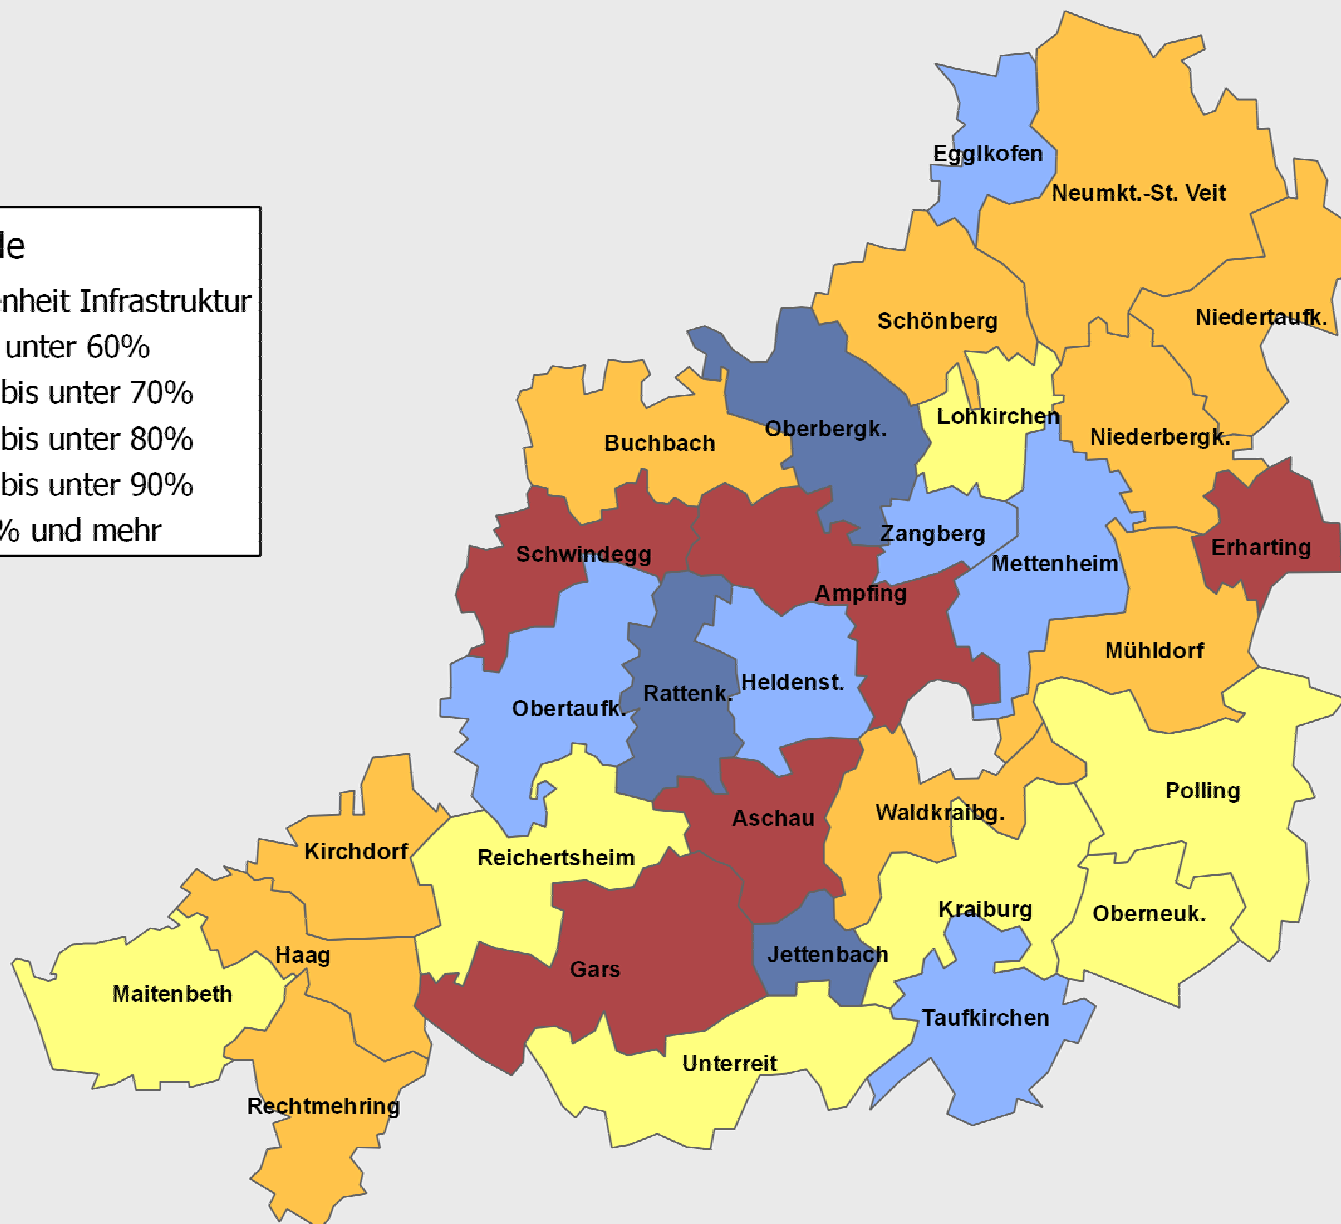 le
enheit Infrastruktur
unter 60%
bis unter 70%
bis unter 80%
bis unter 90%
% und mehr
Egglkofen
Neumkt.-St. Veit
Schönberg
Niedertaufk.
Lohkirchen
Oberbergk.
Niederbergk.
Buchbach
Zangberg
Erharting
Schwindegg
Mettenheim
Ampfing
Mühldorf
Heldenst.
Rattenk.
Obertaufk.
Polling
Waldkraibg.
Aschau
Kirchdorf
Reichertsheim
Kraiburg
Oberneuk.
Haag
Jettenbach
Gars
Maitenbeth
Taufkirchen
Unterreit
Rechtmehring